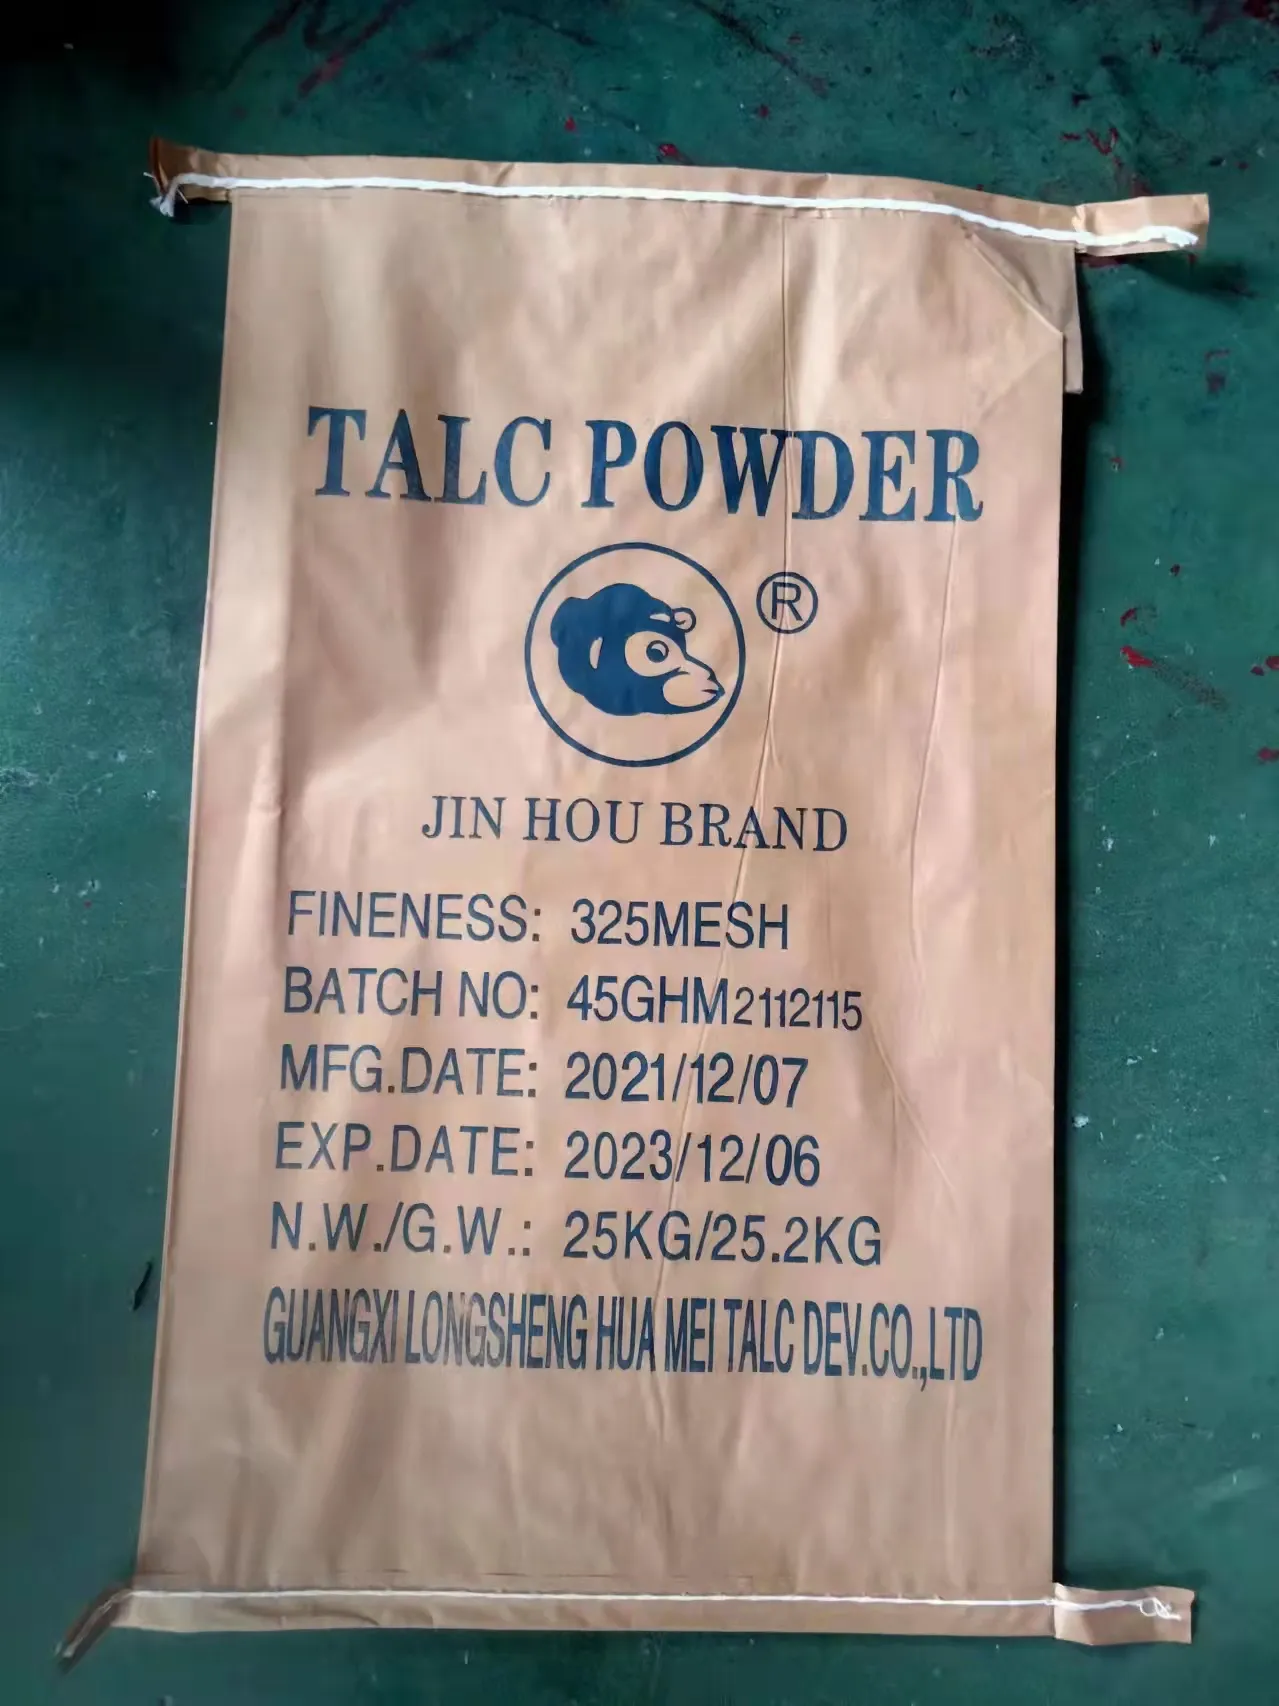 TALC POWDER
®
JIN HOU BRAND
FINENESS: 325MESH
BATCH NO: 45GHM2112115
MFG.DATE: 2021/12/07
EXP.DATE: 2023/12/06
N.W./G.W.: 25KG/25.2KG
GUANGXI LONGSHENG HUA MEI TALC DEV.CO.,LTD